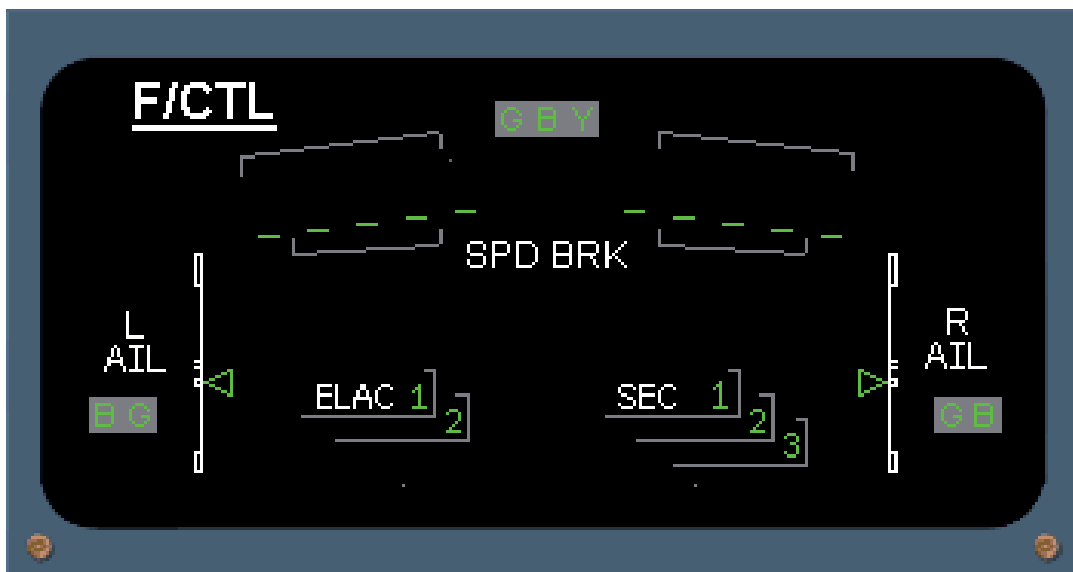 F/CTL
G B Y
SPD BRK
L
AIL
B G
R
AIL
G B
ELAC 1
2
SEC 1
2
3